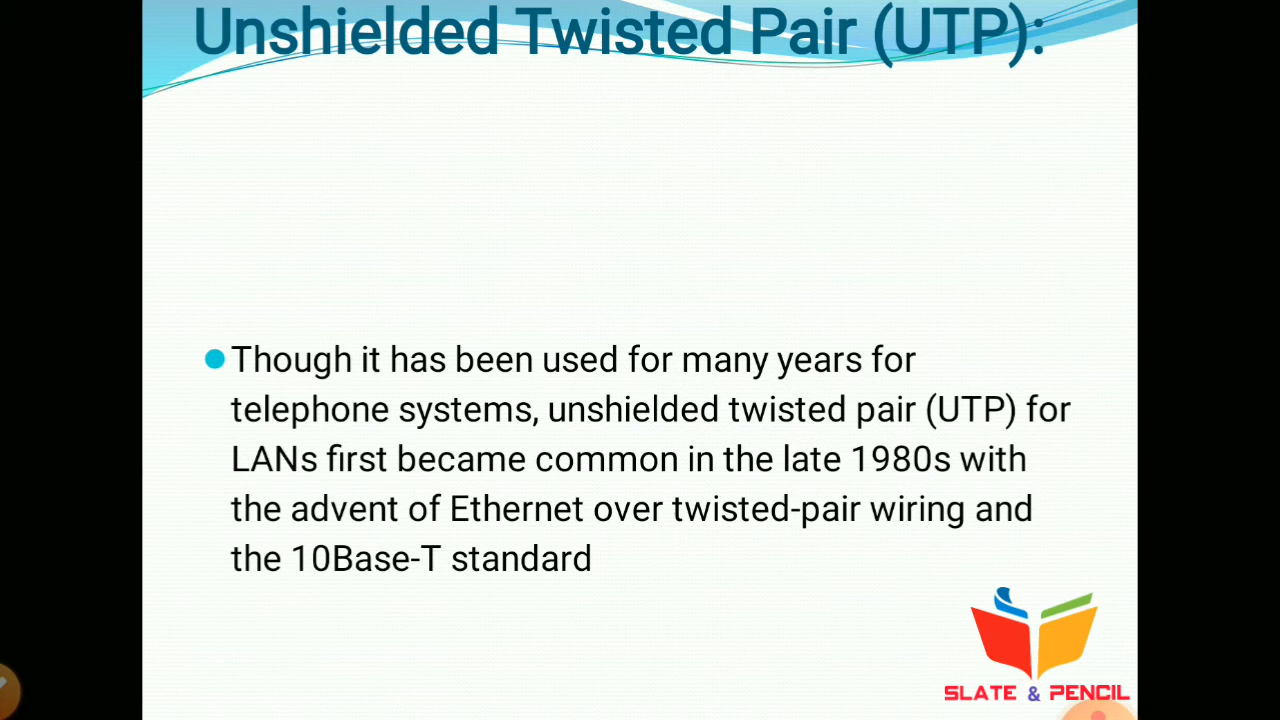 Unshielded Twisted Pair (UTP):
Though it has been used for many years for
telephone systems, unshielded twisted pair (UTP) for
LANs first became common in the late 1980s with
the advent of Ethernet over twisted-pair wiring and
the 10Base-T standard
SLATE & PENCIL